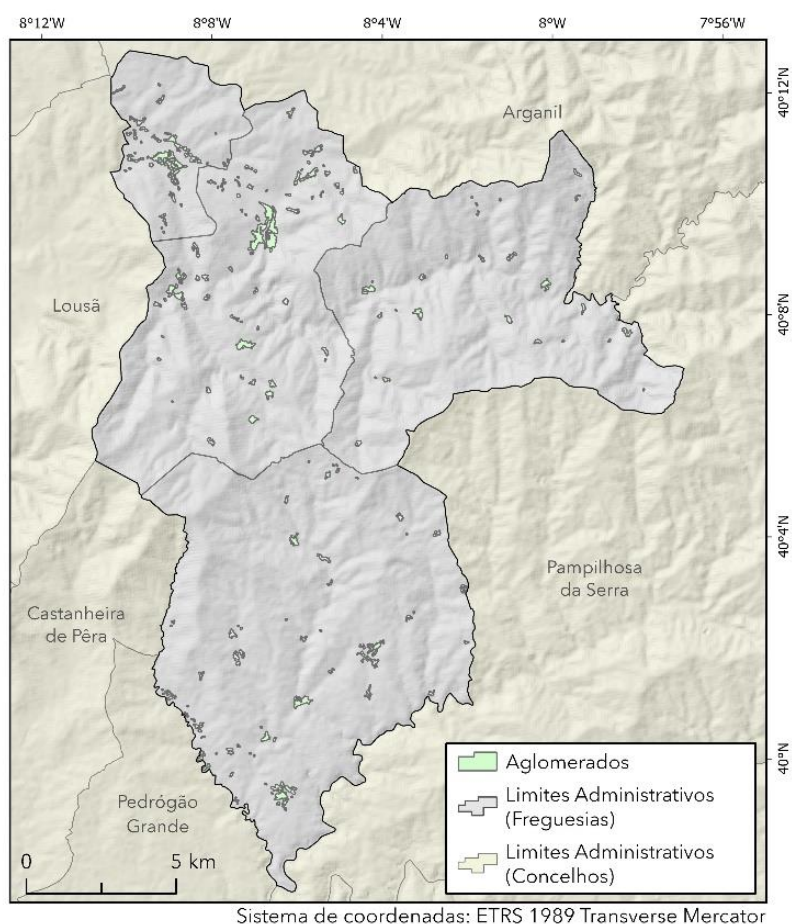 8°12'W 8°8'W 8°4'W 8°W 7°56'W
40°12'N
Arganil
Lousã
40°8'N
40°4'N
Pampilhosa
da Serra
Castanheira
de Pêra
40°N
Pedrógão
Grande
Aglomerados
Limites Administrativos
(Freguesias)
Limites Administrativos
(Concelhos)
0 5 km
Sistema de coordenadas: ETRS 1989 Transverse Mercator